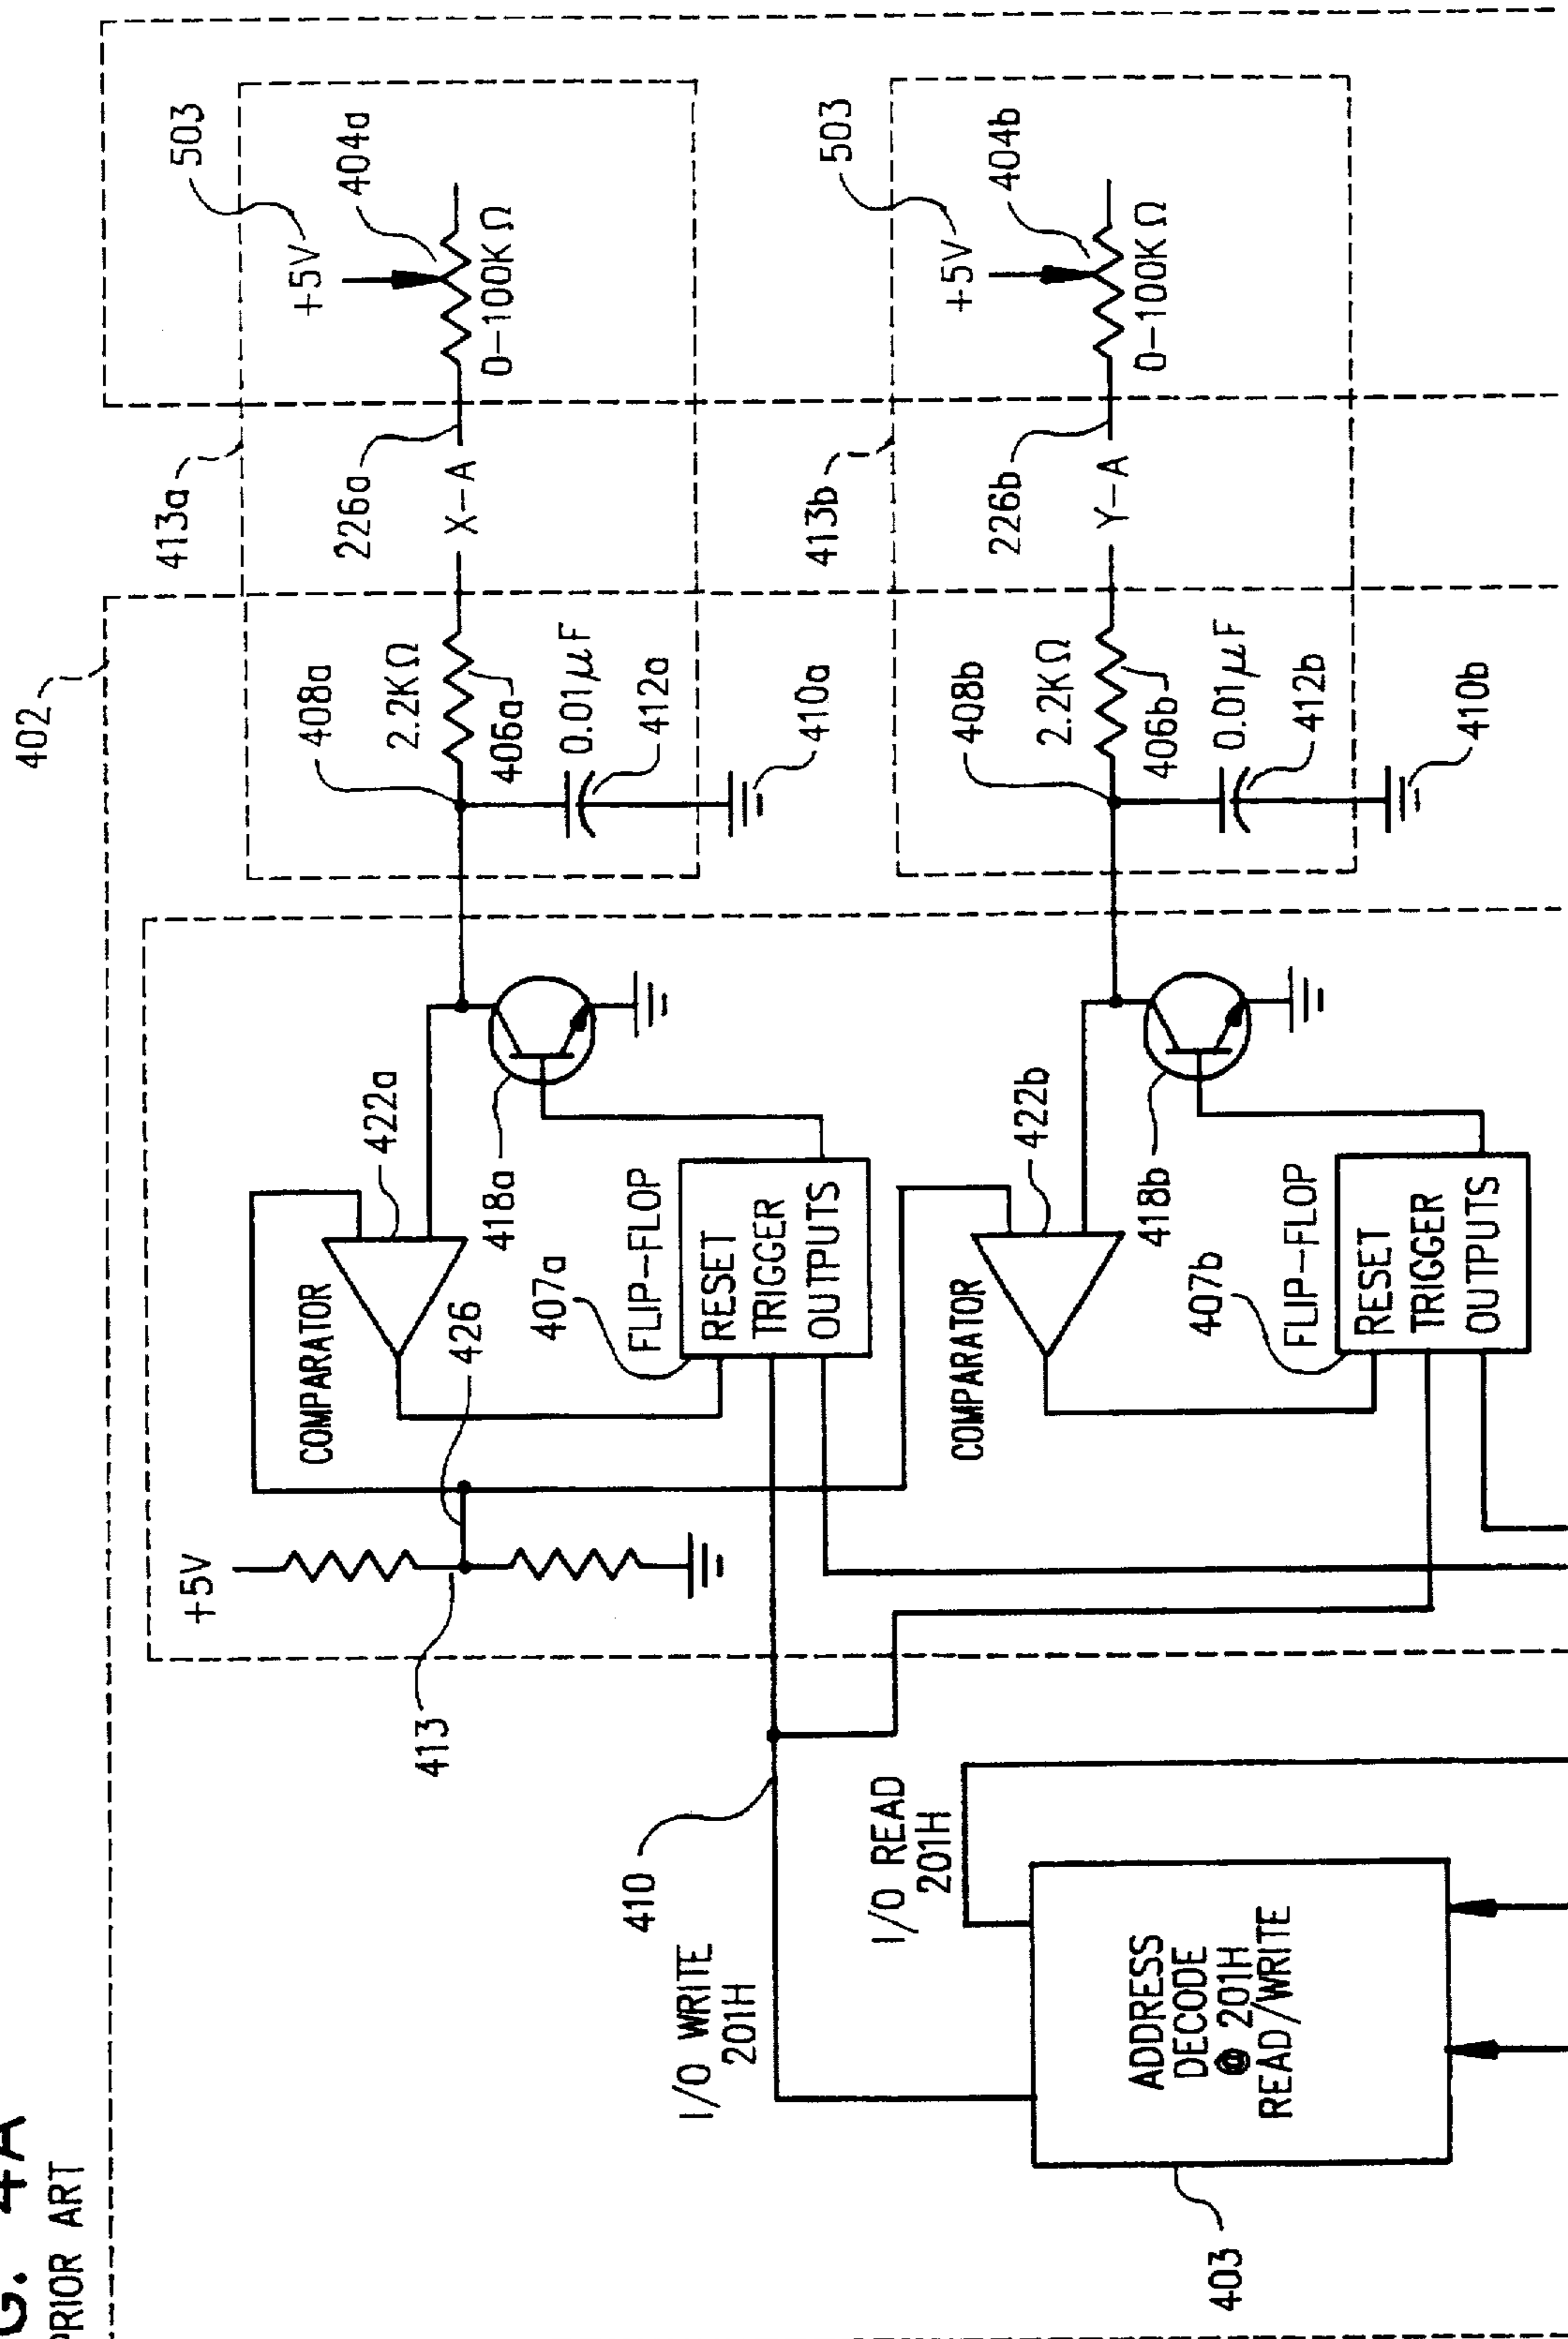 G. 4A
PRIOR ART
402
413a
503
+5V
404a
0-100KΩ
226a
X-A
408a
2.2KΩ
406a
0.01μF
412a
410a
413b
503
+5V
404b
0-100KΩ
226b
Y-A
408b
2.2KΩ
406b
0.01μF
412b
410b
+5V
413
426
COMPARATOR
422a
418a
407a
FLIP-FLOP
RESET
TRIGGER
OUTPUTS
COMPARATOR
422b
418b
407b
FLIP-FLOP
RESET
TRIGGER
OUTPUTS
410
I/O WRITE
201H
I/O READ
201H
ADDRESS
DECODE
@ 201H
READ/WRITE
403